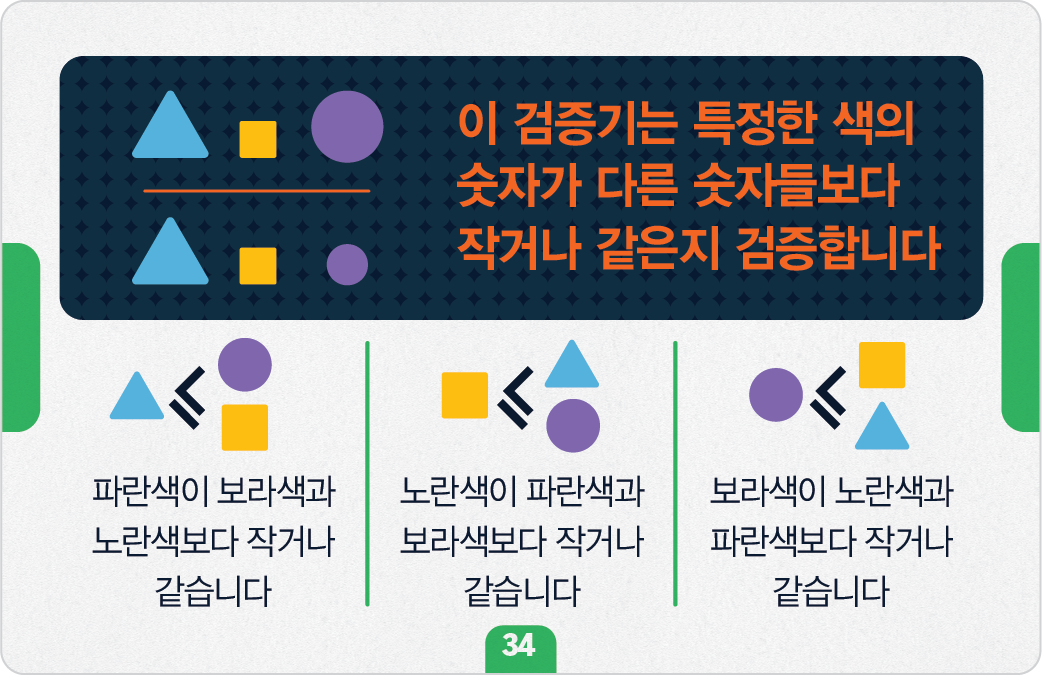 이 검증기는 특정한 색의
숫자가 다른 숫자들보다
작거나 같은지 검증합니다
파란색이 보라색과
노란색보다 작거나
같습니다
노란색이 파란색과
보라색보다 작거나
같습니다
보라색이 노란색과
파란색보다 작거나
같습니다
34